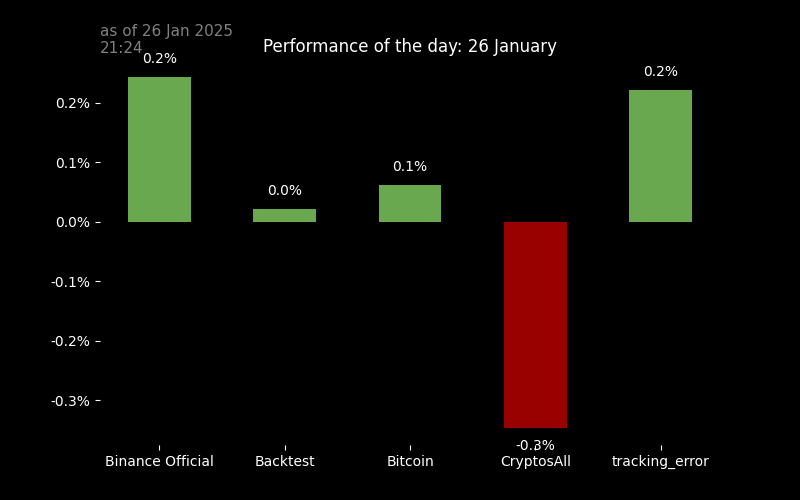 as of 26 Jan 2025
21:24
Performance of the day: 26 January
0.2%
0.0%
0.1%
-0.3%
0.2%
0.2%
0.1%
0.0%
-0.1%
-0.2%
-0.3%
Binance Official
Backtest
Bitcoin
CryptosAll
tracking_error